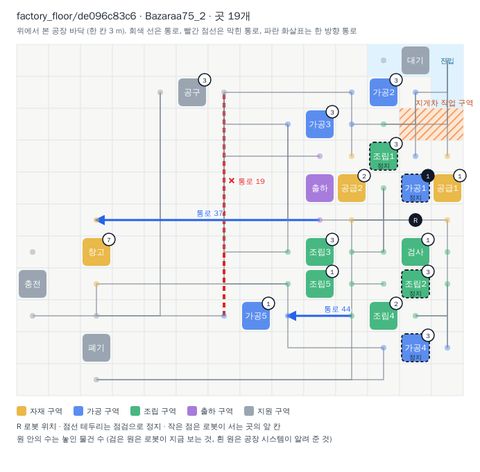 factory_floor/de096c83c6 · Bazaraa75_2 · 곳 19개
위에서 본 공장 바닥 (한 칸 3 m). 회색 선은 통로, 빨간 점선은 막힌 통로, 파란 화살표는 한 방향 통로
대기
전립
공구 3
가공2 3
지게차 작업 구역
가공3 3
조립1 3
정지
출하
공급2 2
가공1 1
정지
공급1 1
✕ 통로 19
통로 37
R
창고 7
조립3 3
검사 1
충전
조립5 1
조립2 3
정지
통로 44
가공5 1
조립4 2
폐기
가공4 3
정지
자재 구역 가공 구역 조립 구역 출하 구역 지원 구역
R 로봇 위치 · 점선 테두리는 점검으로 정지 · 작은 점은 로봇이 서는 곳의 앞 칸
원 안의 수는 놓인 물건 수 (검은 원은 로봇이 지금 보는 것, 흰 원은 공장 시스템이 알려 준 것)